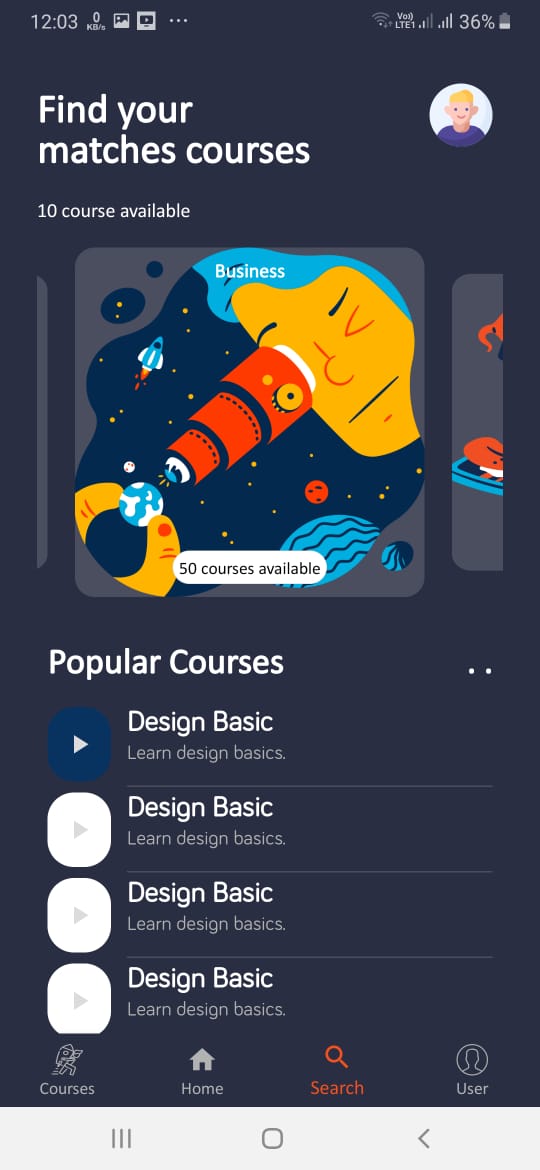 12:03 0 KB/s ... Vo) LTE1 36%
Find your
matches courses
10 course available
Business
50 courses available
Popular Courses
Design Basic
Learn design basics.
Design Basic
Learn design basics.
Design Basic
Learn design basics.
Design Basic
Learn design basics.
Courses Home Search User